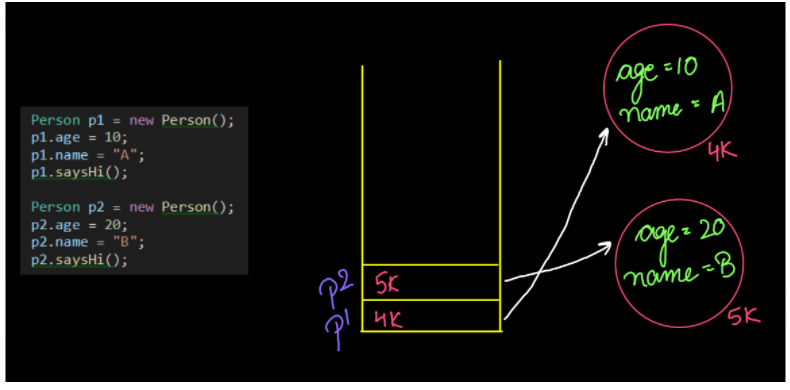 Person p1 = new Person();
p1.age = 10;
p1.name = "A";
p1.saysHi();
Person p2 = new Person();
p2.age = 20;
p2.name = "B";
p2.saysHi();
p2 5K
p1 4K
age = 10
name = A
4K
age = 20
name = B
5K